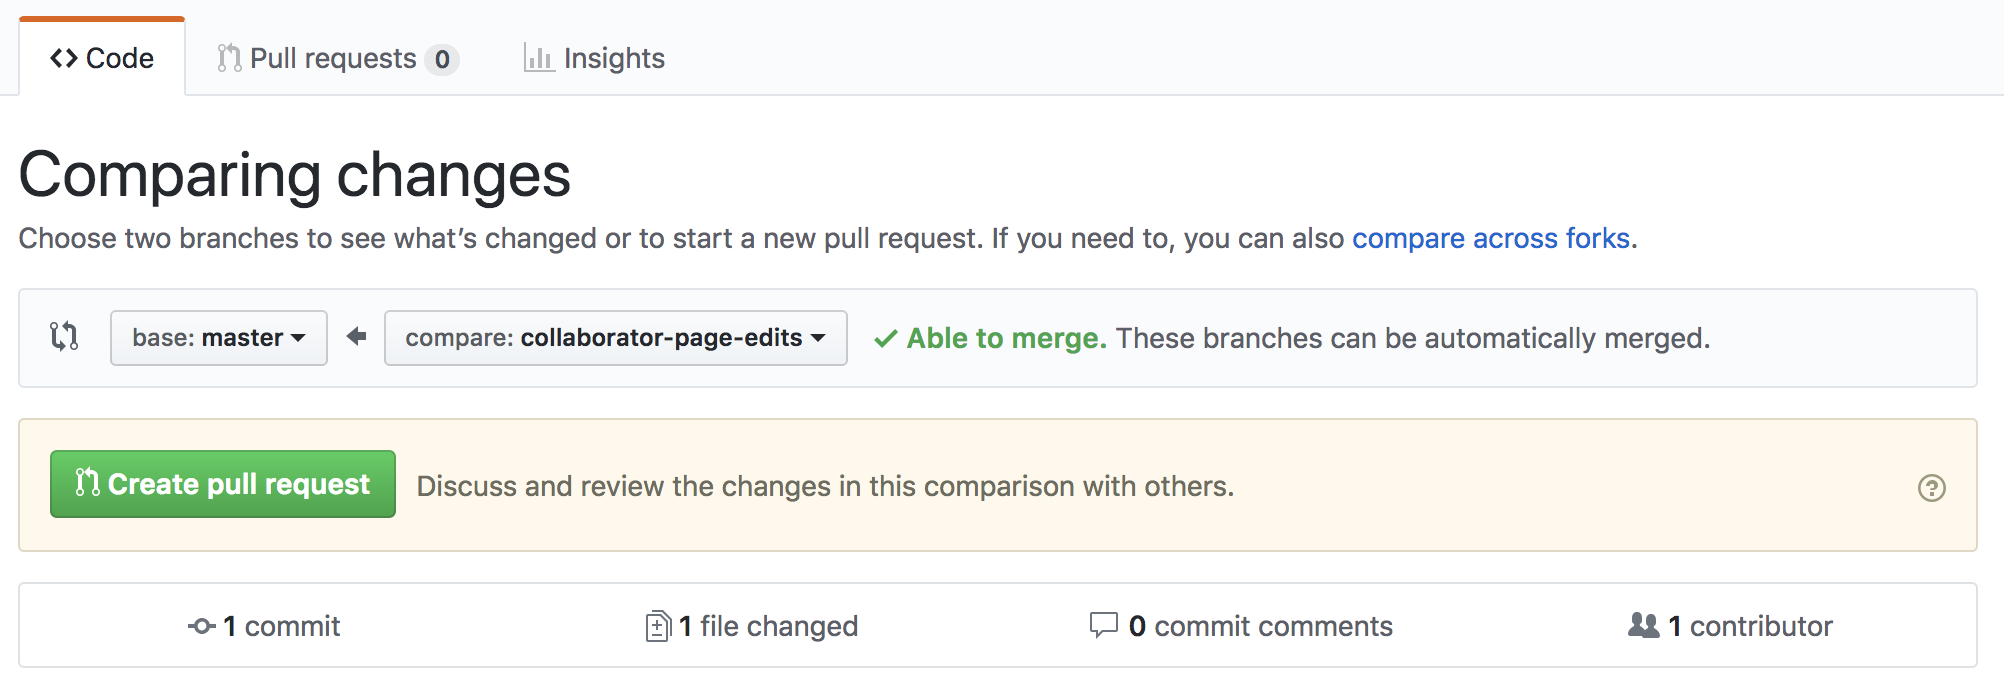 Code Pull requests 0 Insights
Comparing changes
Choose two branches to see what’s changed or to start a new pull request. If you need to, you can also compare across forks.
base: master compare: collaborator-page-edits Able to merge. These branches can be automatically merged.
Create pull request Discuss and review the changes in this comparison with others.
1 commit 1 file changed 0 commit comments 1 contributor